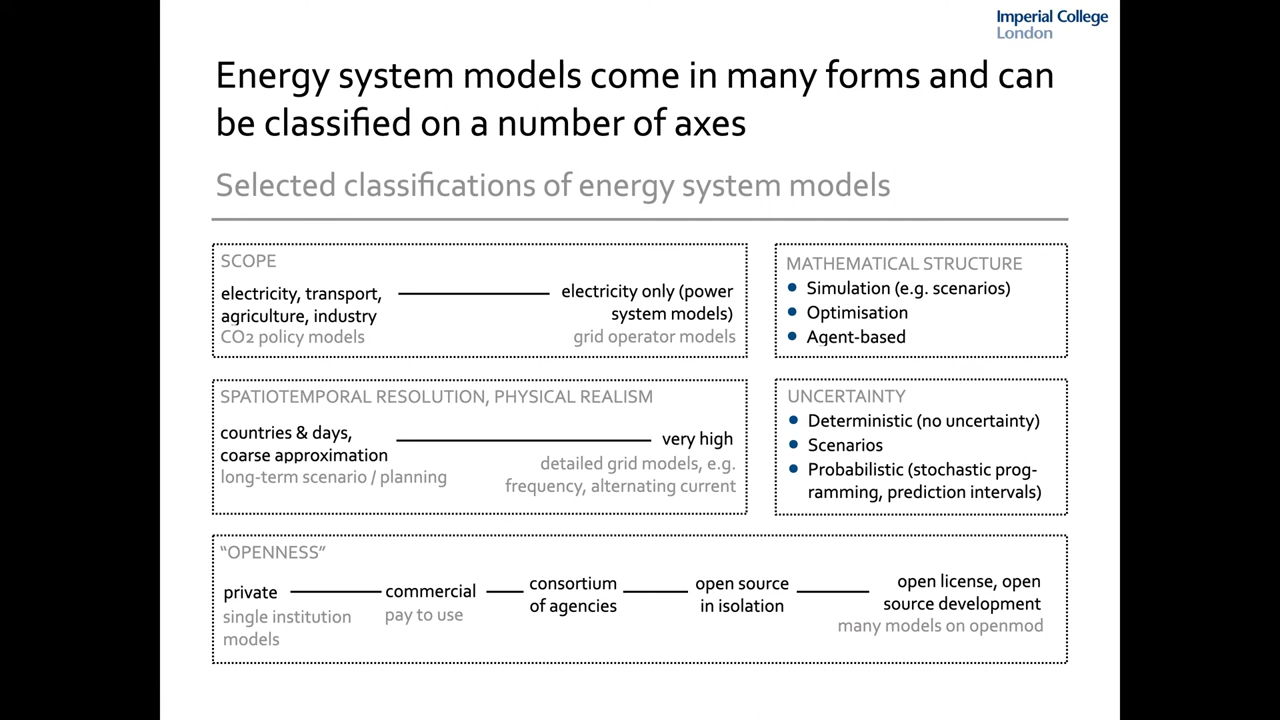 Imperial College
London
Energy system models come in many forms and can
be classified on a number of axes
Selected classifications of energy system models
SCOPE
electricity, transport,
agriculture, industry
CO2 policy models
electricity only (power
system models)
grid operator models
MATHEMATICAL STRUCTURE
Simulation (e.g. scenarios)
Optimisation
Agent-based
SPATIOTEMPORAL RESOLUTION, PHYSICAL REALISM
countries & days,
coarse approximation
long-term scenario / planning
very high
detailed grid models, e.g.
frequency, alternating current
UNCERTAINTY
Deterministic (no uncertainty)
Scenarios
Probabilistic (stochastic prog-
ramming, prediction intervals)
“OPENNESS”
private
single institution
models
commercial
pay to use
consortium
of agencies
open source
in isolation
open license, open
source development
many models on openmod